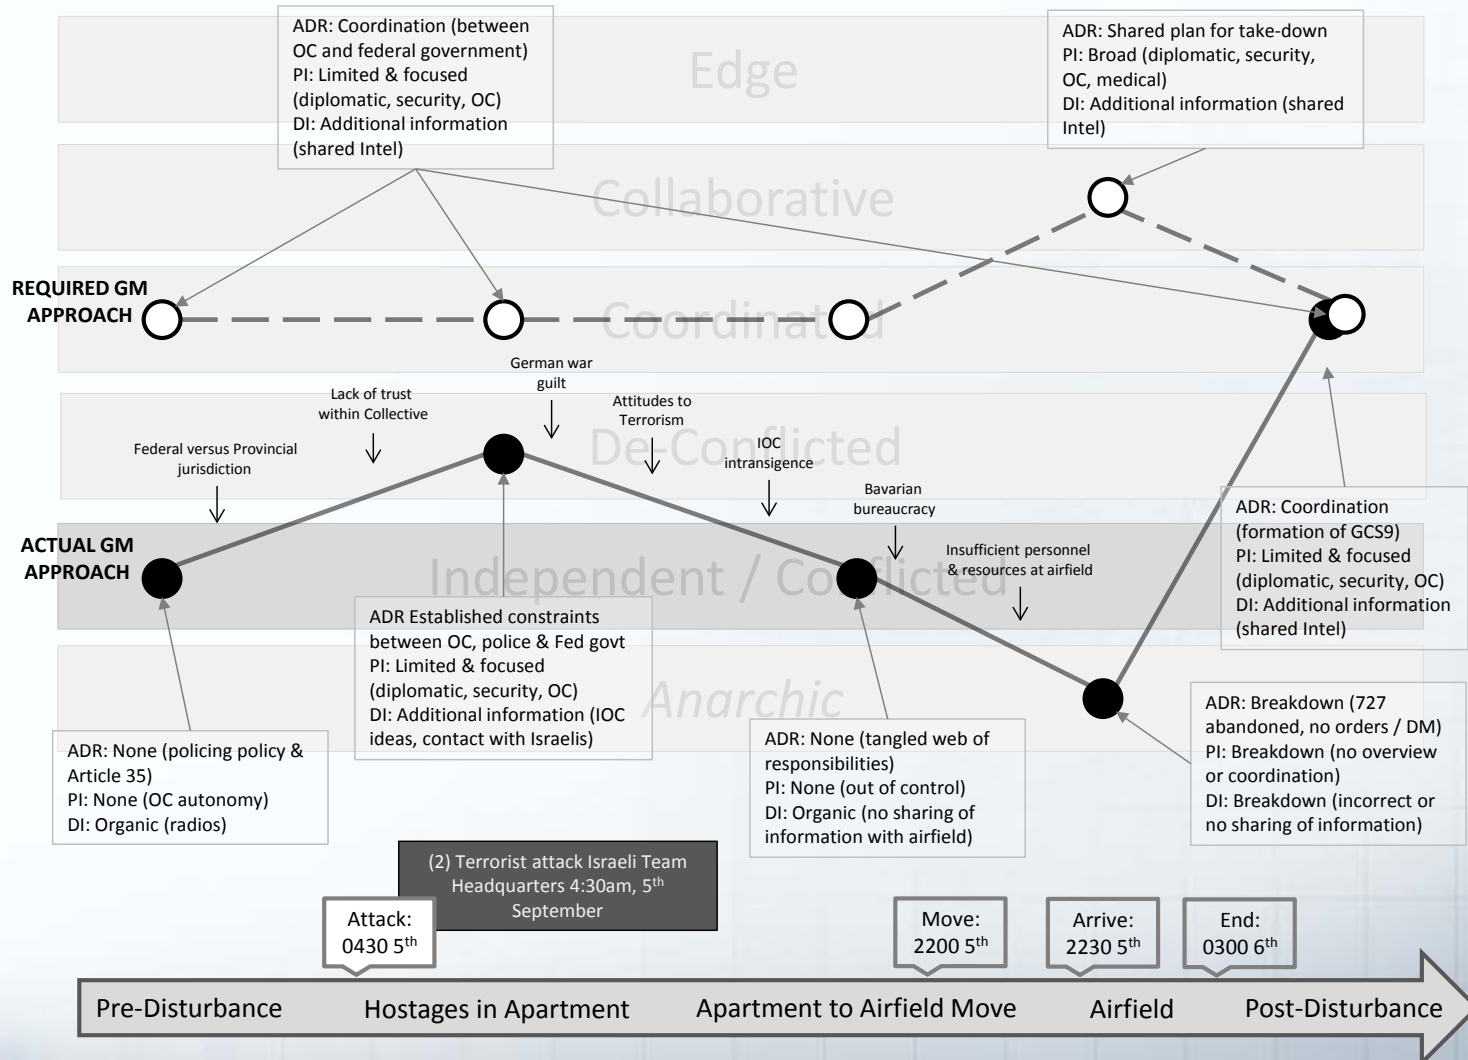 ADR: Coordination (between
OC and federal government)
PI: Limited & focused
(diplomatic, security, OC)
DI: Additional information
(shared Intel)
ADR: Shared plan for take-down
PI: Broad (diplomatic, security,
OC, medical)
DI: Additional information (shared
Intel)
Edge
Collaborative
REQUIRED GM
APPROACH
Coordinated
German war
guilt
Lack of trust
within Collective
Attitudes to
Terrorism
Federal versus Provincial
jurisdiction
De-Conflicted
IOC
intransigence
Bavarian
bureaucracy
Insufficient personnel
& resources at airfield
ACTUAL GM
APPROACH
Independent / Conflicted
ADR: Coordination
(formation of GCS9)
PI: Limited & focused
(diplomatic, security, OC)
DI: Additional information
(shared Intel)
ADR Established constraints
between OC, police & Fed govt
PI: Limited & focused
(diplomatic, security, OC)
DI: Additional information (IOC
ideas, contact with Israelis)
Anarchic
ADR: None (policing policy &
Article 35)
PI: None (OC autonomy)
DI: Organic (radios)
ADR: None (tangled web of
responsibilities)
PI: None (out of control)
DI: Organic (no sharing of
information with airfield)
ADR: Breakdown (727
abandoned, no orders / DM)
PI: Breakdown (no overview
or coordination)
DI: Breakdown (incorrect or
no sharing of information)
(2) Terrorist attack Israeli Team
Headquarters 4:30am, 5th
September
Attack:
0430 5th
Move:
2200 5th
Arrive:
2230 5th
End:
0300 6th
Pre-Disturbance
Hostages in Apartment
Apartment to Airfield Move
Airfield
Post-Disturbance